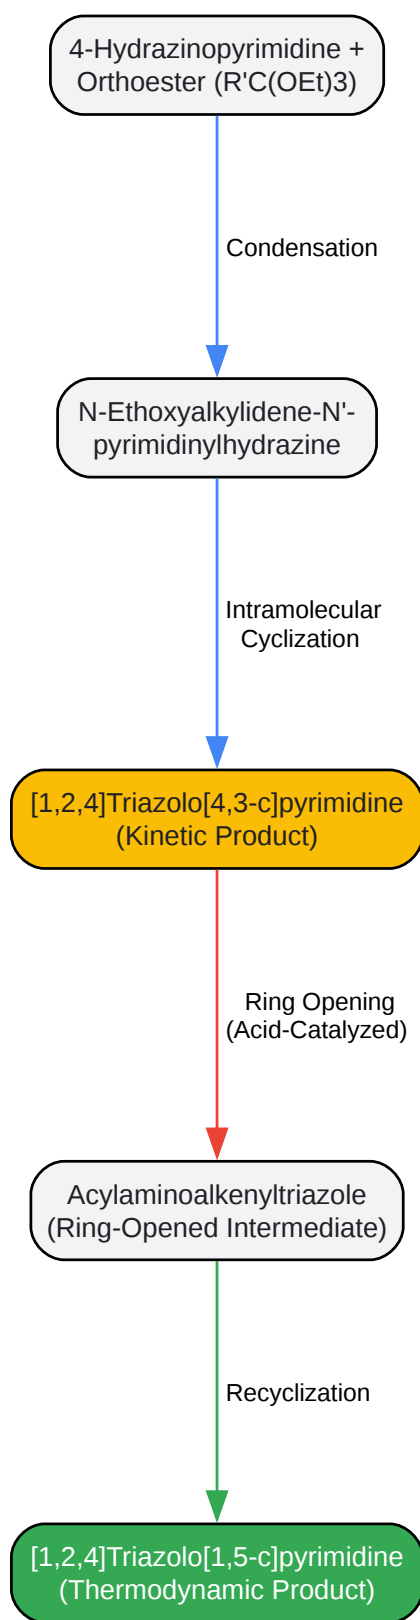 4-Hydrazinopyrimidine +
Orthoester (R'C(OEt)3)
Condensation
N-Ethoxyalkylidene-N'-
pyrimidinylhydrazine
Intramolecular
Cyclization
[1,2,4]Triazolo[4,3-c]pyrimidine
(Kinetic Product)
Ring Opening
(Acid-Catalyzed)
Acylaminoalkenyltriazole
(Ring-Opened Intermediate)
Recyclization
[1,2,4]Triazolo[1,5-c]pyrimidine
(Thermodynamic Product)